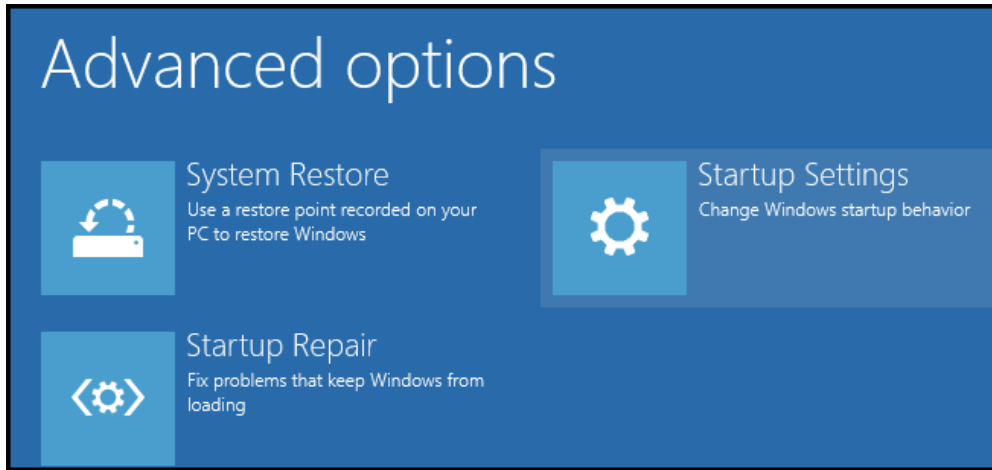 Advanced options
System Restore
Use a restore point recorded on your
PC to restore Windows
Startup Settings
Change Windows startup behavior
Startup Repair
Fix problems that keep Windows from
loading